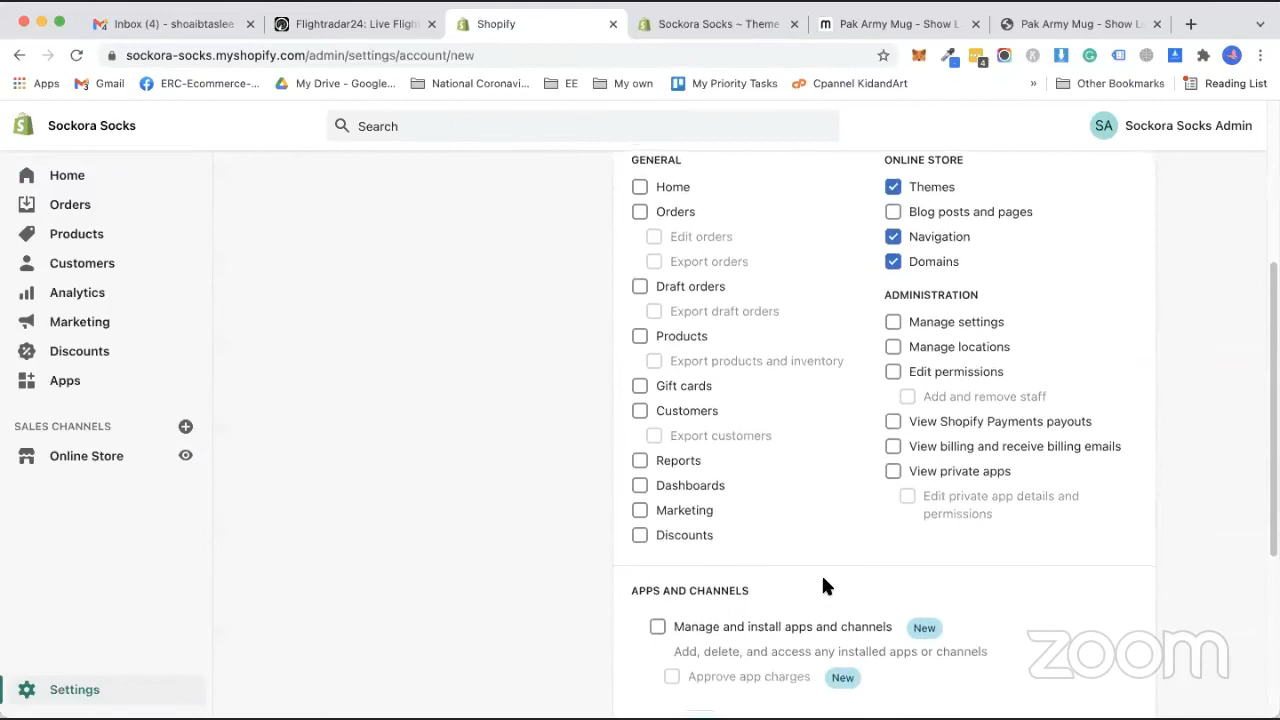 Inbox (4) - shoaibtaslee
Flightradar24: Live Fligh
Shopify
Sockora Socks ~ Theme
Pak Army Mug - Show L
Pak Army Mug - Show L
sockora-socks.myshopify.com/admin/settings/account/new
4
Apps
Gmail
ERC-Ecommerce-...
My Drive - Google...
National Coronavi...
EE
My own
My Priority Tasks
Cpannel KidandArt
»
Other Bookmarks
Reading List
Sockora Socks
Search
SA
Sockora Socks Admin
Home
Orders
Products
Customers
Analytics
Marketing
Discounts
Apps
SALES CHANNELS
Online Store
Settings
GENERAL
Home
Orders
Edit orders
Export orders
Draft orders
Export draft orders
Products
Export products and inventory
Gift cards
Customers
Export customers
Reports
Dashboards
Marketing
Discounts
ONLINE STORE
Themes
Blog posts and pages
Navigation
Domains
ADMINISTRATION
Manage settings
Manage locations
Edit permissions
Add and remove staff
View Shopify Payments payouts
View billing and receive billing emails
View private apps
Edit private app details and
permissions
APPS AND CHANNELS
Manage and install apps and channels
New
Add, delete, and access any installed apps or channels
Approve app charges
New
zoom